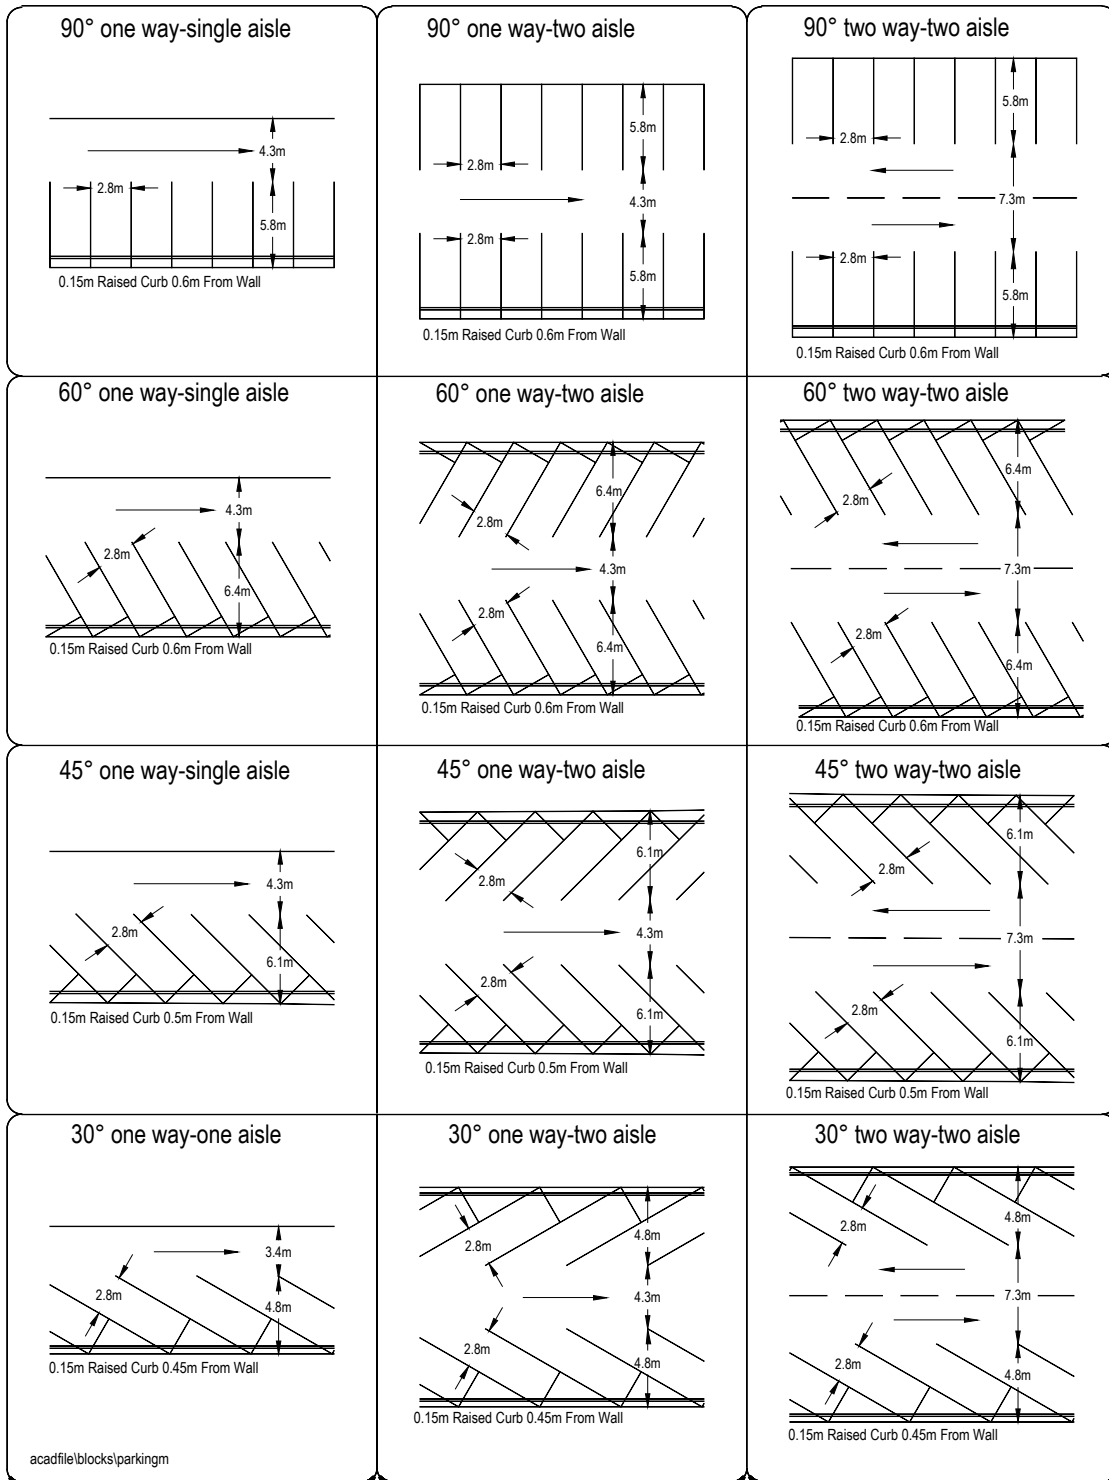 90° one way-single aisle
4.3m
2.8m
5.8m
0.15m Raised Curb 0.6m From Wall
90° one way-two aisle
5.8m
2.8m
4.3m
2.8m
5.8m
0.15m Raised Curb 0.6m From Wall
90° two way-two aisle
5.8m
2.8m
7.3m
2.8m
5.8m
0.15m Raised Curb 0.6m From Wall
60° one way-single aisle
4.3m
2.8m
6.4m
0.15m Raised Curb 0.6m From Wall
60° one way-two aisle
6.4m
2.8m
4.3m
2.8m
6.4m
0.15m Raised Curb 0.6m From Wall
60° two way-two aisle
6.4m
2.8m
7.3m
2.8m
6.4m
0.15m Raised Curb 0.6m From Wall
45° one way-single aisle
4.3m
2.8m
6.1m
0.15m Raised Curb 0.5m From Wall
45° one way-two aisle
6.1m
2.8m
4.3m
2.8m
6.1m
0.15m Raised Curb 0.5m From Wall
45° two way-two aisle
6.1m
2.8m
7.3m
2.8m
6.1m
0.15m Raised Curb 0.5m From Wall
30° one way-one aisle
3.4m
2.8m
4.8m
0.15m Raised Curb 0.45m From Wall
30° one way-two aisle
4.8m
2.8m
4.3m
2.8m
4.8m
0.15m Raised Curb 0.45m From Wall
30° two way-two aisle
4.8m
2.8m
7.3m
2.8m
4.8m
0.15m Raised Curb 0.45m From Wall
acadfile\blocks\parkingm